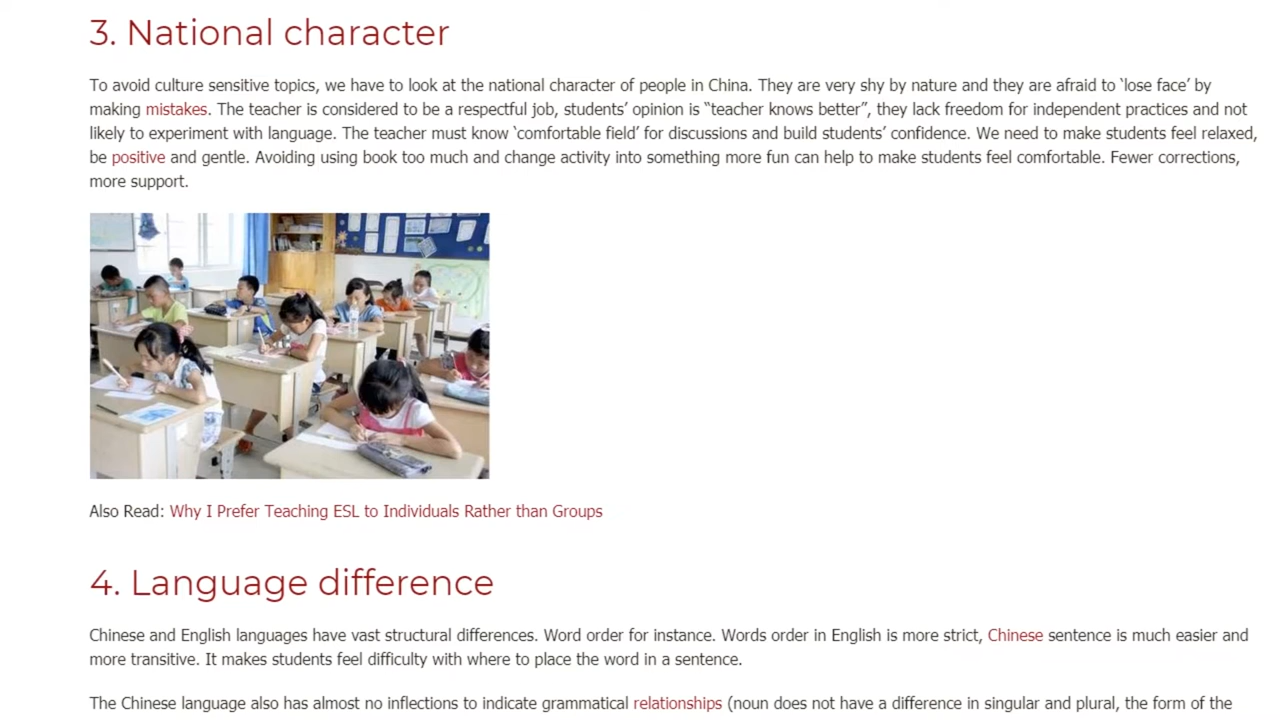 3. National character
To avoid culture sensitive topics, we have to look at the national character of people in China. They are very shy by nature and they are afraid to ‘lose face’ by
making mistakes. The teacher is considered to be a respectful job, students’ opinion is “teacher knows better”, they lack freedom for independent practices and not
likely to experiment with language. The teacher must know ‘comfortable field’ for discussions and build students’ confidence. We need to make students feel relaxed,
be positive and gentle. Avoiding using book too much and change activity into something more fun can help to make students feel comfortable. Fewer corrections,
more support.
Also Read: Why I Prefer Teaching ESL to Individuals Rather than Groups
4. Language difference
Chinese and English languages have vast structural differences. Word order for instance. Words order in English is more strict, Chinese sentence is much easier and
more transitive. It makes students feel difficulty with where to place the word in a sentence.
The Chinese language also has almost no inflections to indicate grammatical relationships (noun does not have a difference in singular and plural, the form of the